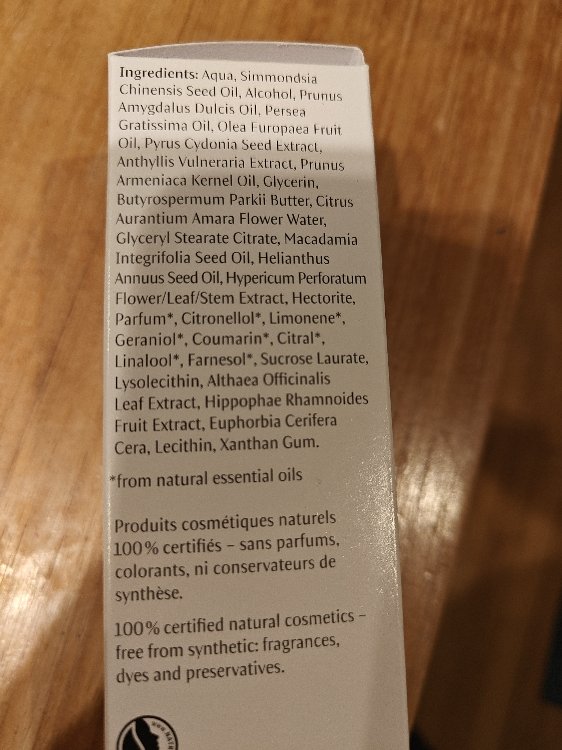 Ingredients: Aqua, Simmondsia
Chinensis Seed Oil, Alcohol, Prunus
Amygdalus Dulcis Oil, Persea
Gratissima Oil, Olea Europaea Fruit
Oil, Pyrus Cydonia Seed Extract,
Anthyllis Vulneraria Extract, Prunus
Armeniaca Kernel Oil, Glycerin,
Butyrospermum Parkii Butter, Citrus
Aurantium Amara Flower Water,
Glyceryl Stearate Citrate, Macadamia
Integrifolia Seed Oil, Helianthus
Annuus Seed Oil, Hypericum Perforatum
Flower/Leaf/Stem Extract, Hectorite,
Parfum*, Citronellol*, Limonene*,
Geraniol*, Coumarin*, Citral*,
Linalool*, Farnesol*, Sucrose Laurate,
Lysolecithin, Althaea Officinalis
Leaf Extract, Hippophae Rhamnoides
Fruit Extract, Euphorbia Cerifera
Cera, Lecithin, Xanthan Gum.
*from natural essential oils
Produits cosmétiques naturels
100% certifiés – sans parfums,
colorants, ni conservateurs de
synthèse.
100% certified natural cosmetics –
free from synthetic: fragrances,
dyes and preservatives.